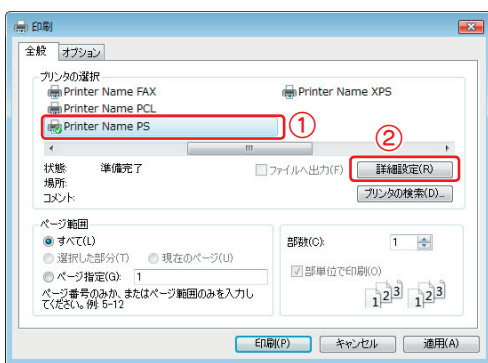 印刷
全般 オプション
プリンタの選択
Printer Name FAX Printer Name XPS
Printer Name PCL
Printer Name PS ① ②
状態: 準備完了 ファイルへ出力(F) 詳細設定(R)
場所:
コメント: プリンタの検索(D)...
ページ範囲
すべて(L) 部数(C): 1
選択した部分(T) 現在のページ(U)
ページ指定(G): 1 部単位で印刷(O)
ページ番号のみか、またはページ範囲のみを入力し
てください。例: 5-12
1 2 3 1 2 3
印刷(P) キャンセル 適用(A)